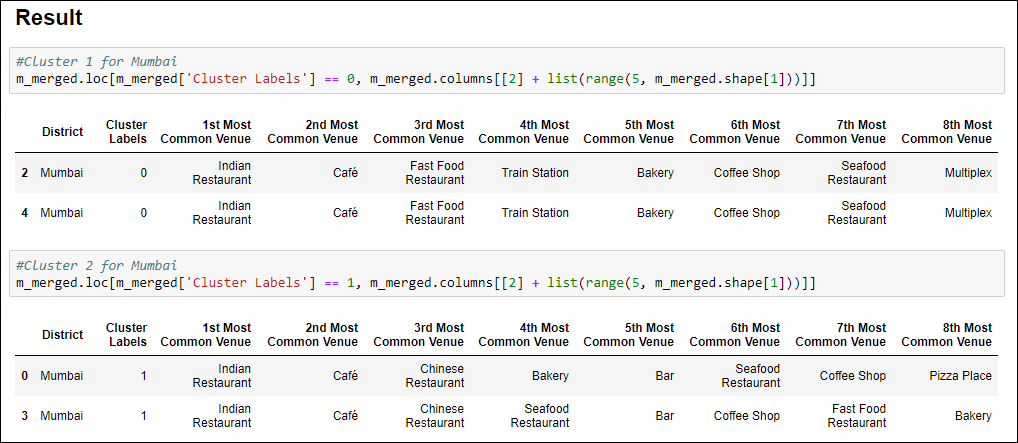 Result
#Cluster 1 for Mumbai
m_merged.loc[m_merged['Cluster Labels'] == 0, m_merged.columns[[2] + list(range(5, m_merged.shape[1]))]]
District Cluster Labels 1st Most Common Venue 2nd Most Common Venue 3rd Most Common Venue 4th Most Common Venue 5th Most Common Venue 6th Most Common Venue 7th Most Common Venue 8th Most Common Venue
2 Mumbai 0 Indian Restaurant Café Fast Food Restaurant Train Station Bakery Coffee Shop Seafood Restaurant Multiplex
4 Mumbai 0 Indian Restaurant Café Fast Food Restaurant Train Station Bakery Coffee Shop Seafood Restaurant Multiplex
#Cluster 2 for Mumbai
m_merged.loc[m_merged['Cluster Labels'] == 1, m_merged.columns[[2] + list(range(5, m_merged.shape[1]))]]
District Cluster Labels 1st Most Common Venue 2nd Most Common Venue 3rd Most Common Venue 4th Most Common Venue 5th Most Common Venue 6th Most Common Venue 7th Most Common Venue 8th Most Common Venue
0 Mumbai 1 Indian Restaurant Café Chinese Restaurant Bakery Bar Seafood Restaurant Coffee Shop Pizza Place
3 Mumbai 1 Indian Restaurant Café Chinese Restaurant Seafood Restaurant Bar Coffee Shop Fast Food Restaurant Bakery